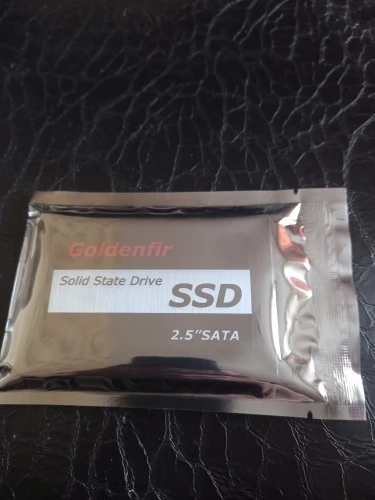 Goldenfir
Solid State Drive
SSD
2.5"SATA